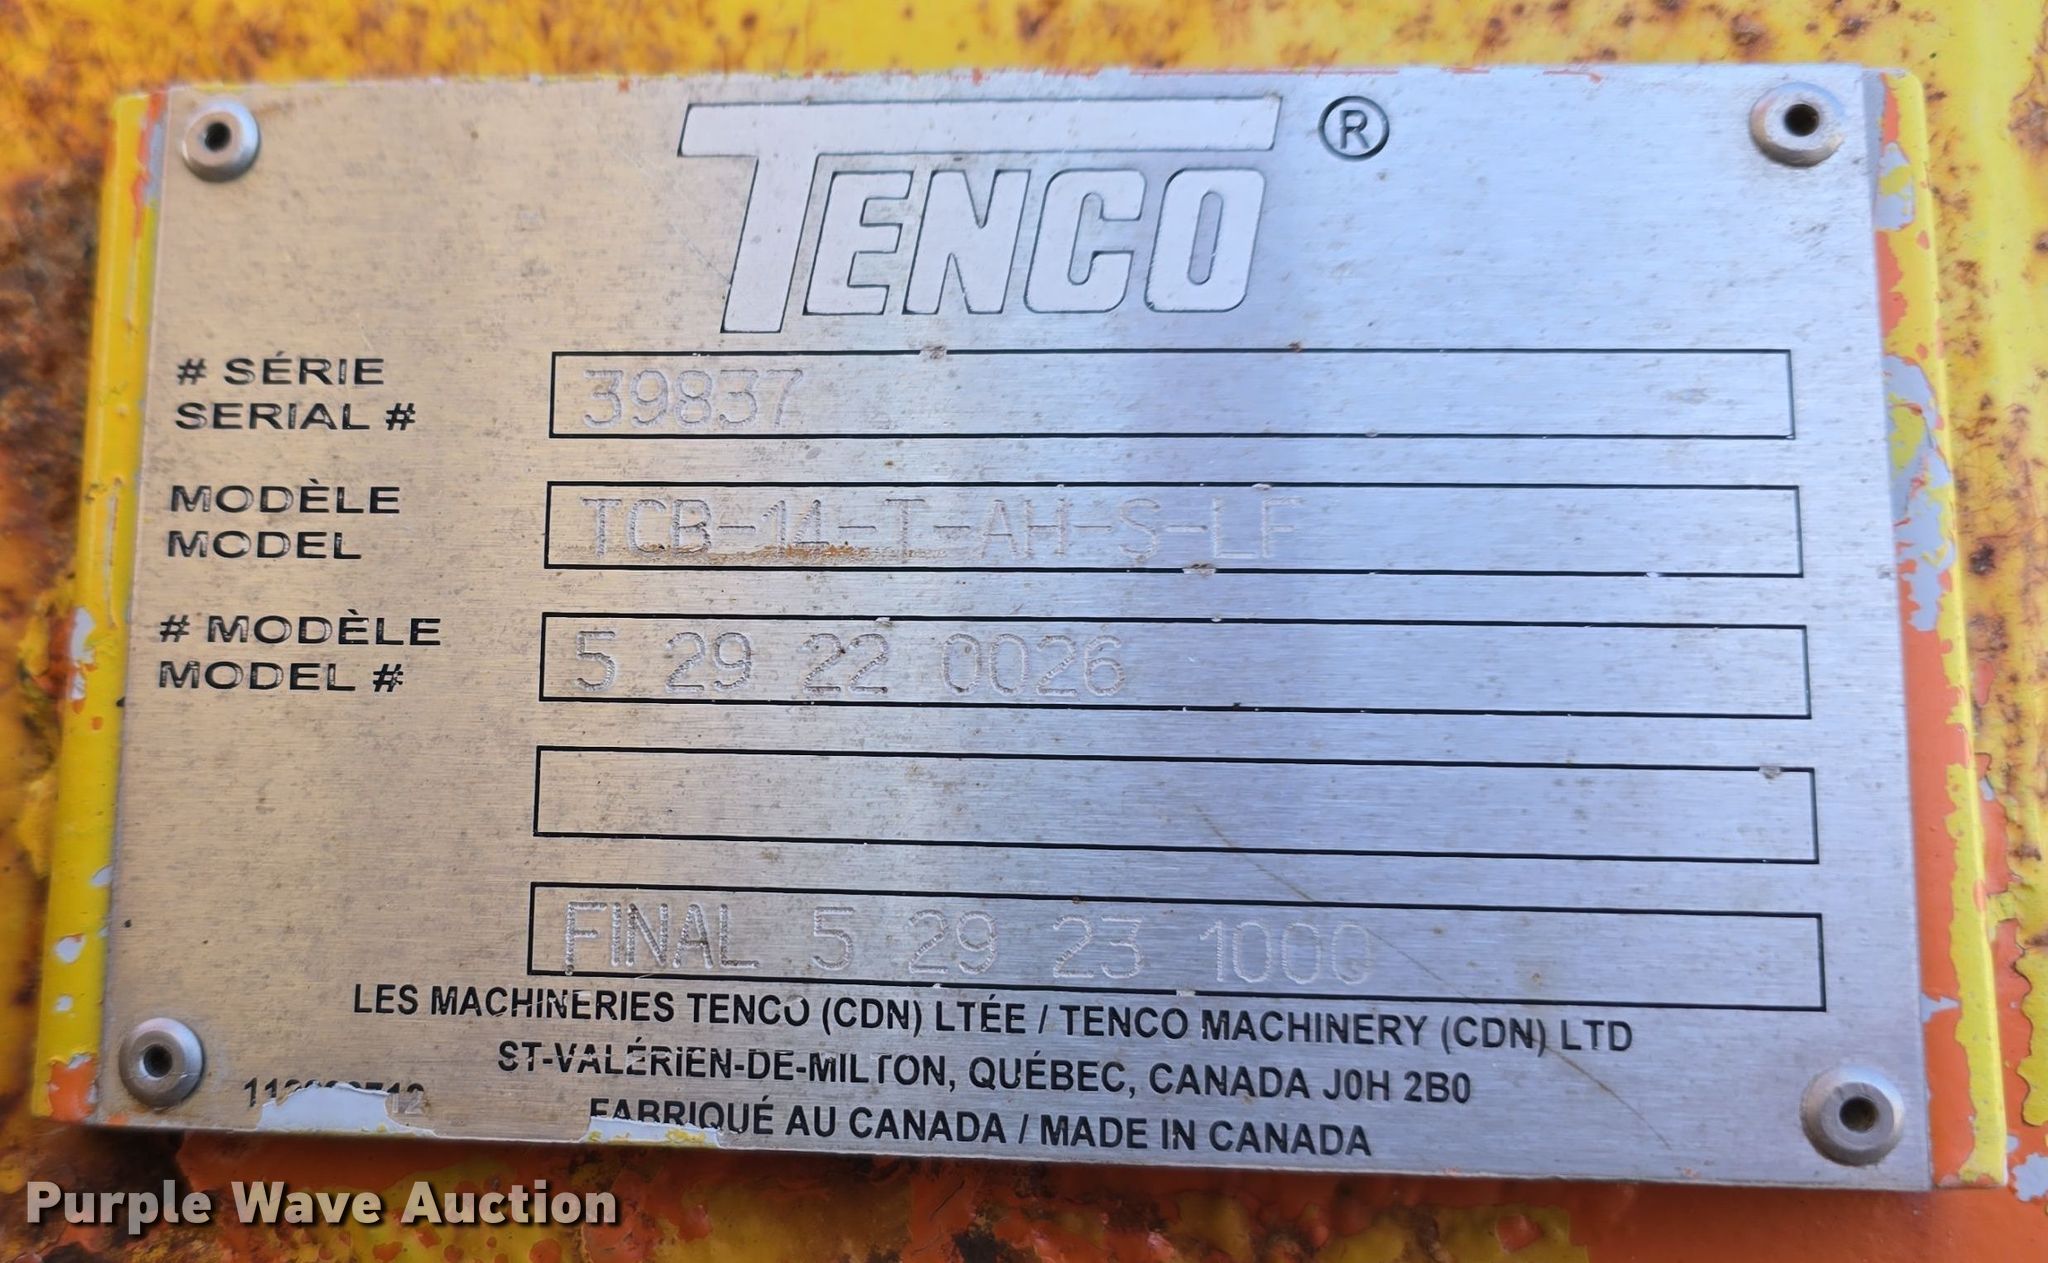 TENCO ®
# SÉRIE
SERIAL #
39837
MODÈLE
MODEL
TCB-14-T-AH-S-LF
# MODÈLE
MODEL #
5 29 22 0026
FINAL 5 29 23 1000
LES MACHINERIES TENCO (CDN) LTÉE / TENCO MACHINERY (CDN) LTD
ST-VALÉRIEN-DE-MILTON, QUÉBEC, CANADA J0H 2B0
FABRIQUÉ AU CANADA / MADE IN CANADA
Purple Wave Auction